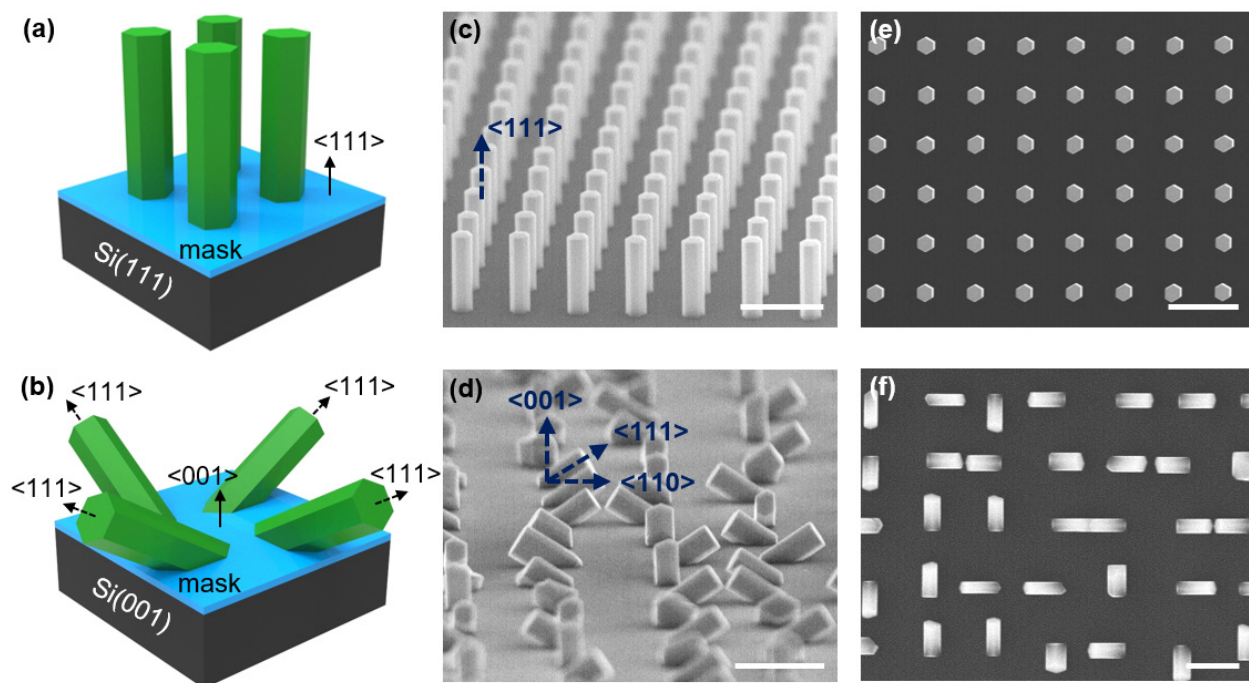 (a)
<111>
mask
Si(111)
(b)
<111>
<111>
<001>
<111>
<111>
mask
Si(001)
(c)
<111>
(d)
<001>
<111>
<110>
(e)
(f)